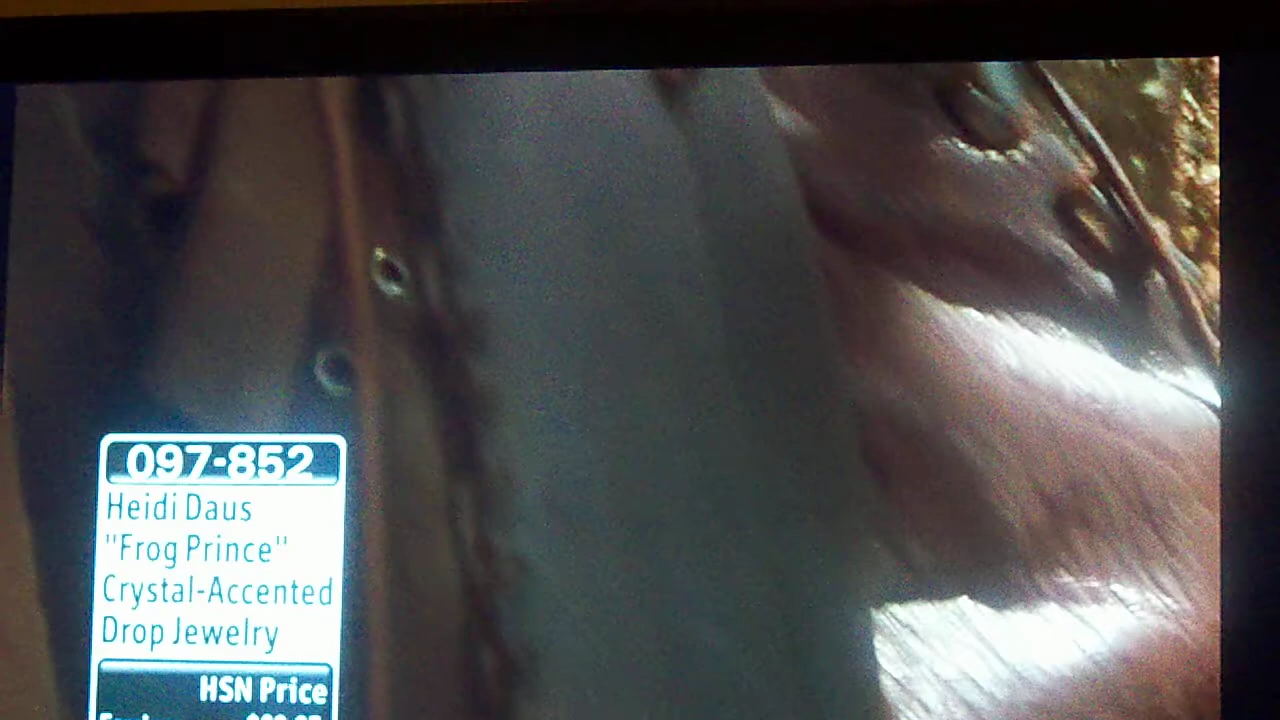 097-852
Heidi Daus
"Frog Prince"
Crystal-Accented
Drop Jewelry
HSN Price